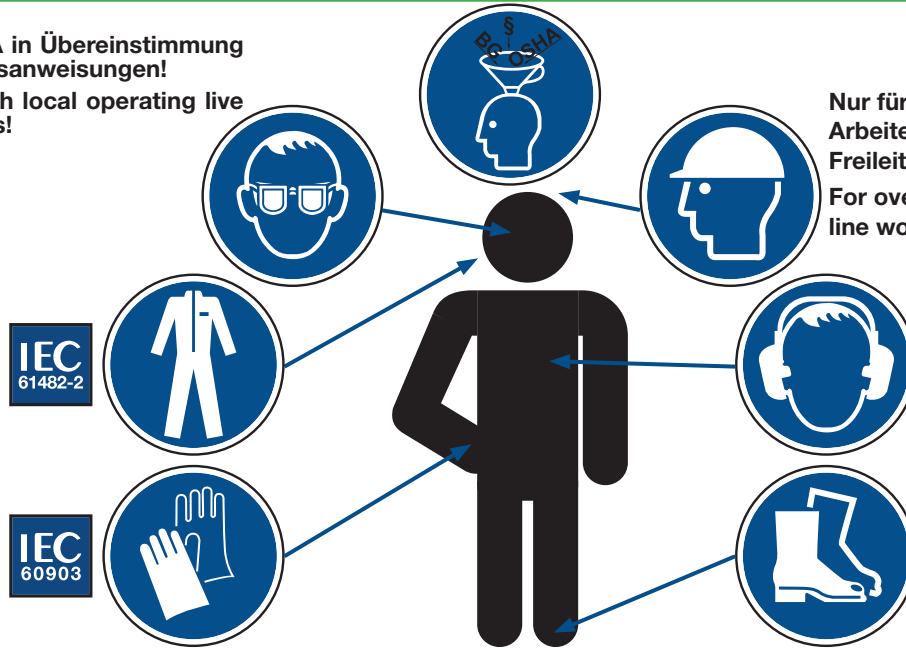 A in Übereinstimmung
sanweisungen!
h local operating live
s!
§
BG OSHA
Nur für
Arbeite
Freileit
For ove
line wo
IEC
61482-2
IEC
60903